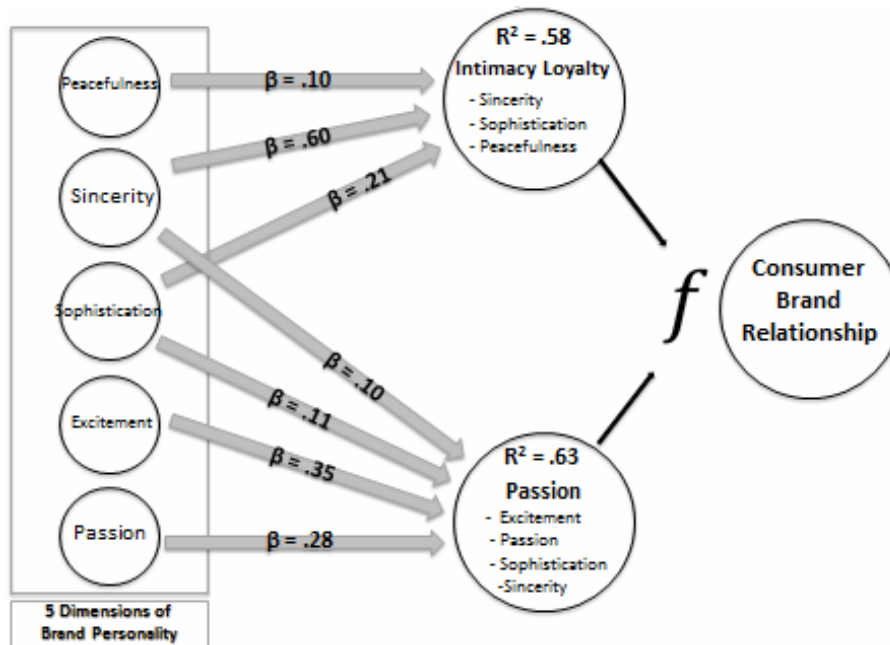 Peacefulness
Sincerity
Sophistication
Excitement
Passion
5 Dimensions of
Brand Personality
β = .10
β = .60
β = .21
β = .10
β = .11
β = .35
β = .28
R² = .58
Intimacy Loyalty
- Sincerity
- Sophistication
- Peacefulness
R² = .63
Passion
- Excitement
- Passion
- Sophistication
-Sincerity
f
Consumer
Brand
Relationship